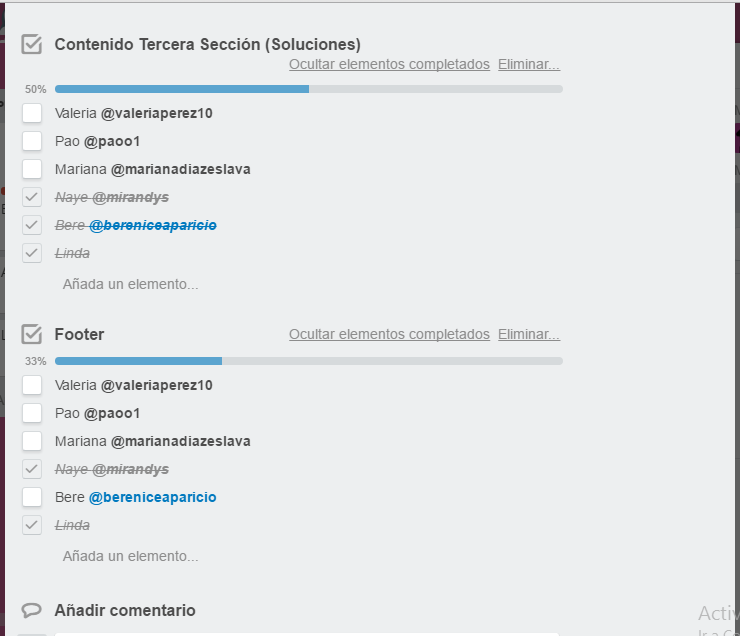 Contenido Tercera Sección (Soluciones)
Ocultar elementos completados Eliminar...
50%
Valeria @valeriaperez10
Pao @paoo1
Mariana @marianadiazeslava
Naye @mirandys
Bere @bereniceaparicio
Linda
Añada un elemento...
Footer Ocultar elementos completados Eliminar...
33%
Valeria @valeriaperez10
Pao @paoo1
Mariana @marianadiazeslava
Naye @mirandys
Bere @bereniceaparicio
Linda
Añada un elemento...
Añadir comentario